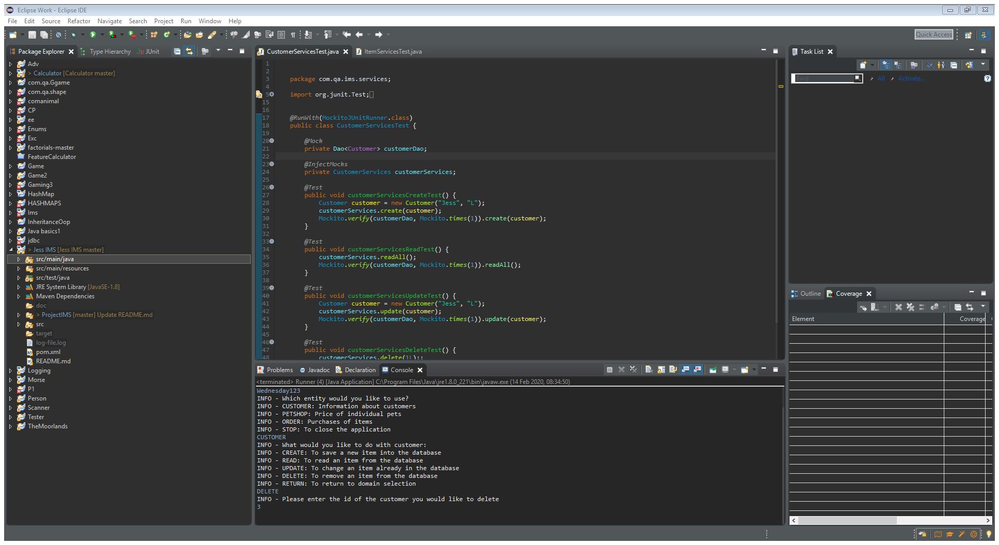 Eclipse Work - Eclipse IDE
File Edit Source Refactor Navigate Search Project Run Window Help
Quick Access
Package Explorer Type Hierarchy JUnit
Adv
> Calculator [Calculator master]
com.qa.Ggame
com.qa.shape
comanimal
CP
ee
Enums
Exc
factorials-master
FeatureCalculator
Game
Game2
Gaming3
HashMap
HASHMAPS
Ims
InheritanceOop
Java basics1
jdbc
> Jess IMS [Jess IMS master]
src/main/java
src/main/resources
src/test/java
JRE System Library [JavaSE-1.8]
Maven Dependencies
doc
> ProjectIMS [master] Update README.md
src
target
log-file.log
pom.xml
README.md
Logging
Morse
P1
Person
Scanner
Tester
TheMoorlands
CustomerServicesTest.java ItemServicesTest.java
1
2
3 package com.qa.ims.services;
4
5 import org.junit.Test;
15
16
17 @RunWith(MockitoJUnitRunner.class)
18 public class CustomerServicesTest {
19
20 @Mock
21 private Dao<Customer> customerDao;
22
23 @InjectMocks
24 private CustomerServices customerServices;
25
26 @Test
27 public void customerServicesCreateTest() {
28 Customer customer = new Customer("Jess", "L");
29 customerServices.create(customer);
30 Mockito.verify(customerDao, Mockito.times(1)).create(customer);
31 }
32
33 @Test
34 public void customerServicesReadTest() {
35 customerServices.readAll();
36 Mockito.verify(customerDao, Mockito.times(1)).readAll();
37 }
38
39 @Test
40 public void customerServicesUpdateTest() {
41 Customer customer = new Customer("Jess", "L");
42 customerServices.update(customer);
43 Mockito.verify(customerDao, Mockito.times(1)).update(customer);
44 }
45
46 @Test
47 public void customerServicesDeleteTest() {
48 customerServices.delete(1L);
Problems Javadoc Declaration Console
<terminated> Runner (4) [Java Application] C:\Program Files\Java\jre1.8.0_221\bin\javaw.exe (14 Feb 2020, 08:34:50)
Wednesday123
INFO - Which entity would you like to use?
INFO - CUSTOMER: Information about customers
INFO - PETSHOP: Price of individual pets
INFO - ORDER: Purchases of items
INFO - STOP: To close the application
CUSTOMER
INFO - What would you like to do with customer:
INFO - CREATE: To save a new item into the database
INFO - READ: To read an item from the database
INFO - UPDATE: To change an item already in the database
INFO - DELETE: To remove an item from the database
INFO - RETURN: To return to domain selection
DELETE
INFO - Please enter the id of the customer you would like to delete
3
Task List
Find All Activate...
Outline Coverage
Element Coverage